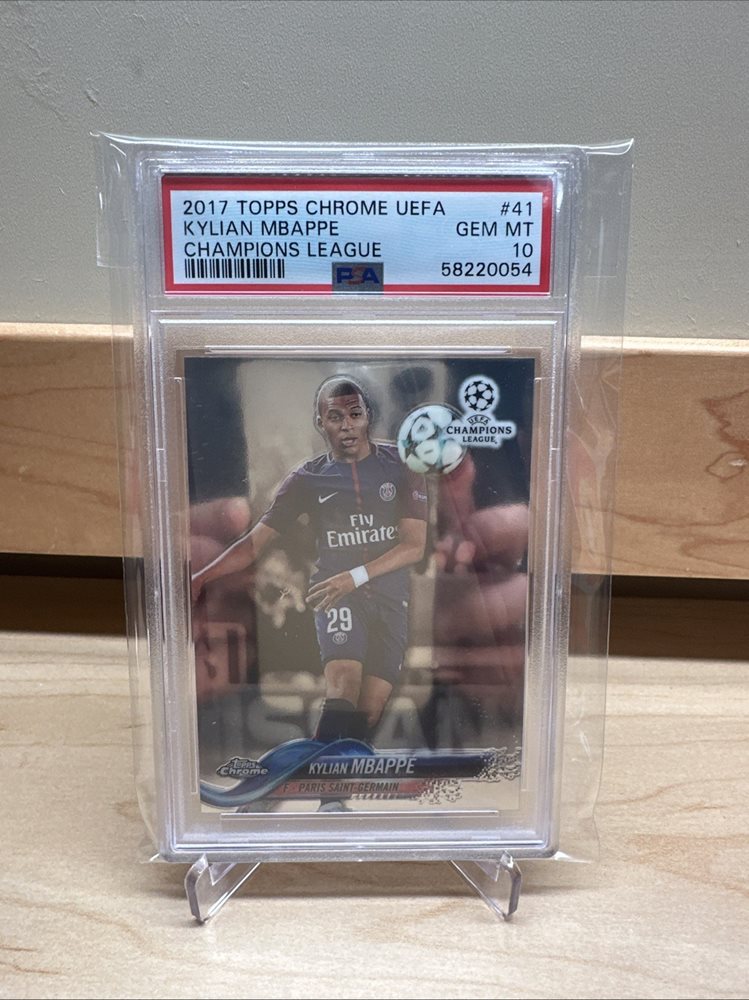 2017 TOPPS CHROME UEFA #41
KYLIAN MBAPPE GEM MT
CHAMPIONS LEAGUE 10
PSA 58220054
UEFA
CHAMPIONS
LEAGUE
Fly
Emirates
29
Topps
Chrome
KYLIAN MBAPPE
F - PARIS SAINT-GERMAIN